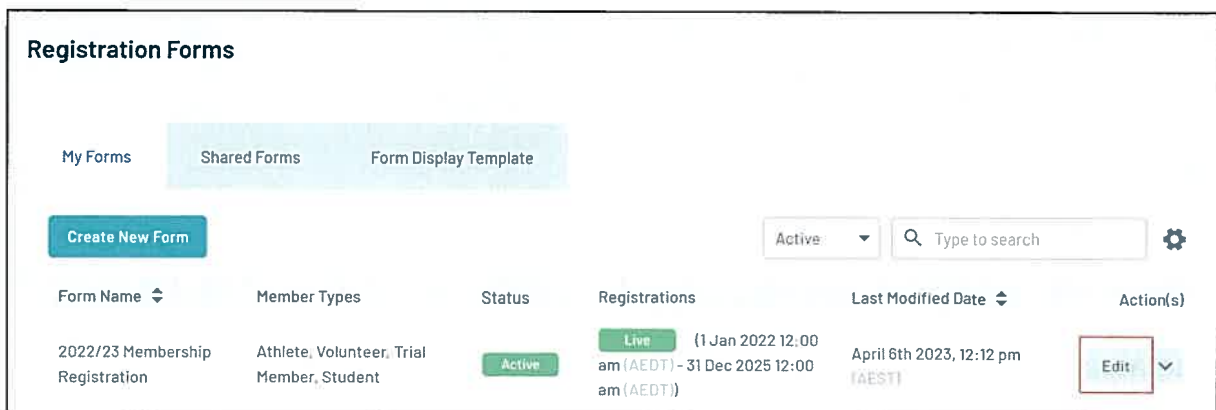 Registration Forms
My Forms Shared Forms Form Display Template
Create New Form Active Type to search
Form Name Member Types Status Registrations Last Modified Date Action(s)
2022/23 Membership Registration Athlete, Volunteer, Trial Member, Student Active Live (1 Jan 2022 12:00 am (AEDT) - 31 Dec 2025 12:00 am (AEDT)) April 6th 2023, 12:12 pm (AEST) Edit